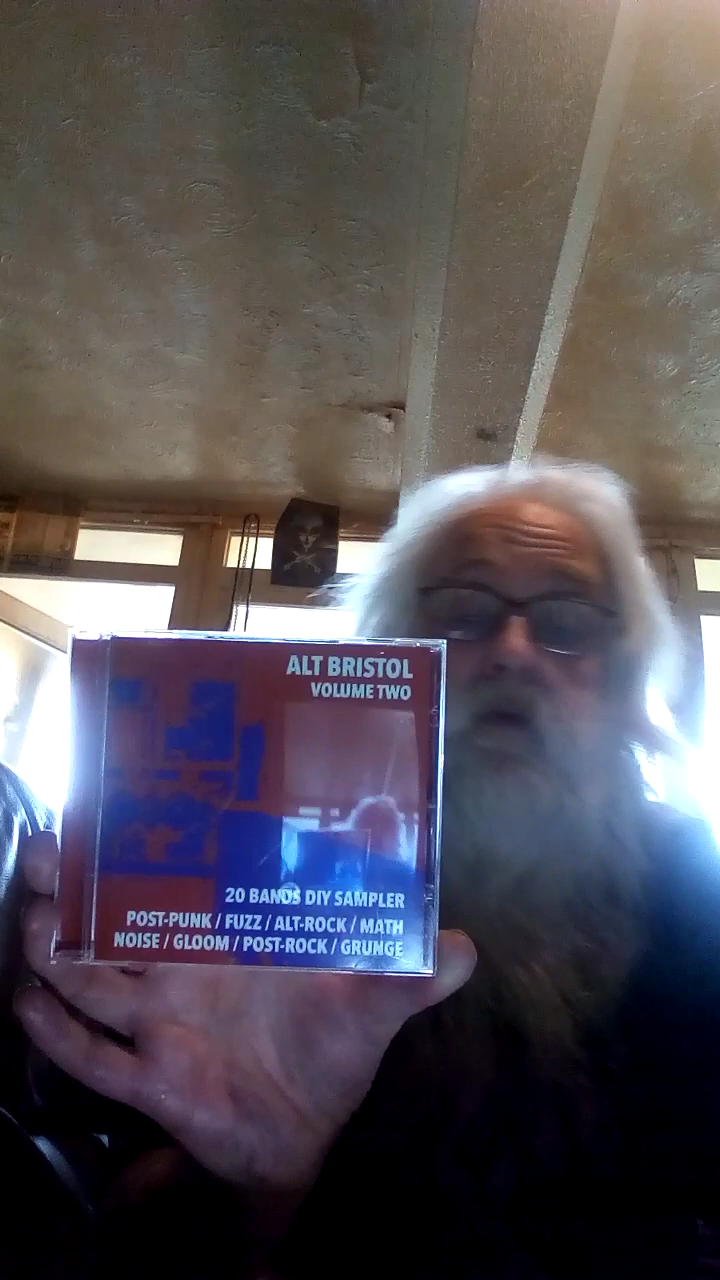 ALT BRISTOL
VOLUME TWO
20 BANDS DIY SAMPLER
POST-PUNK / FUZZ / ALT-ROCK / MATH
NOISE / GLOOM / POST-ROCK / GRUNGE